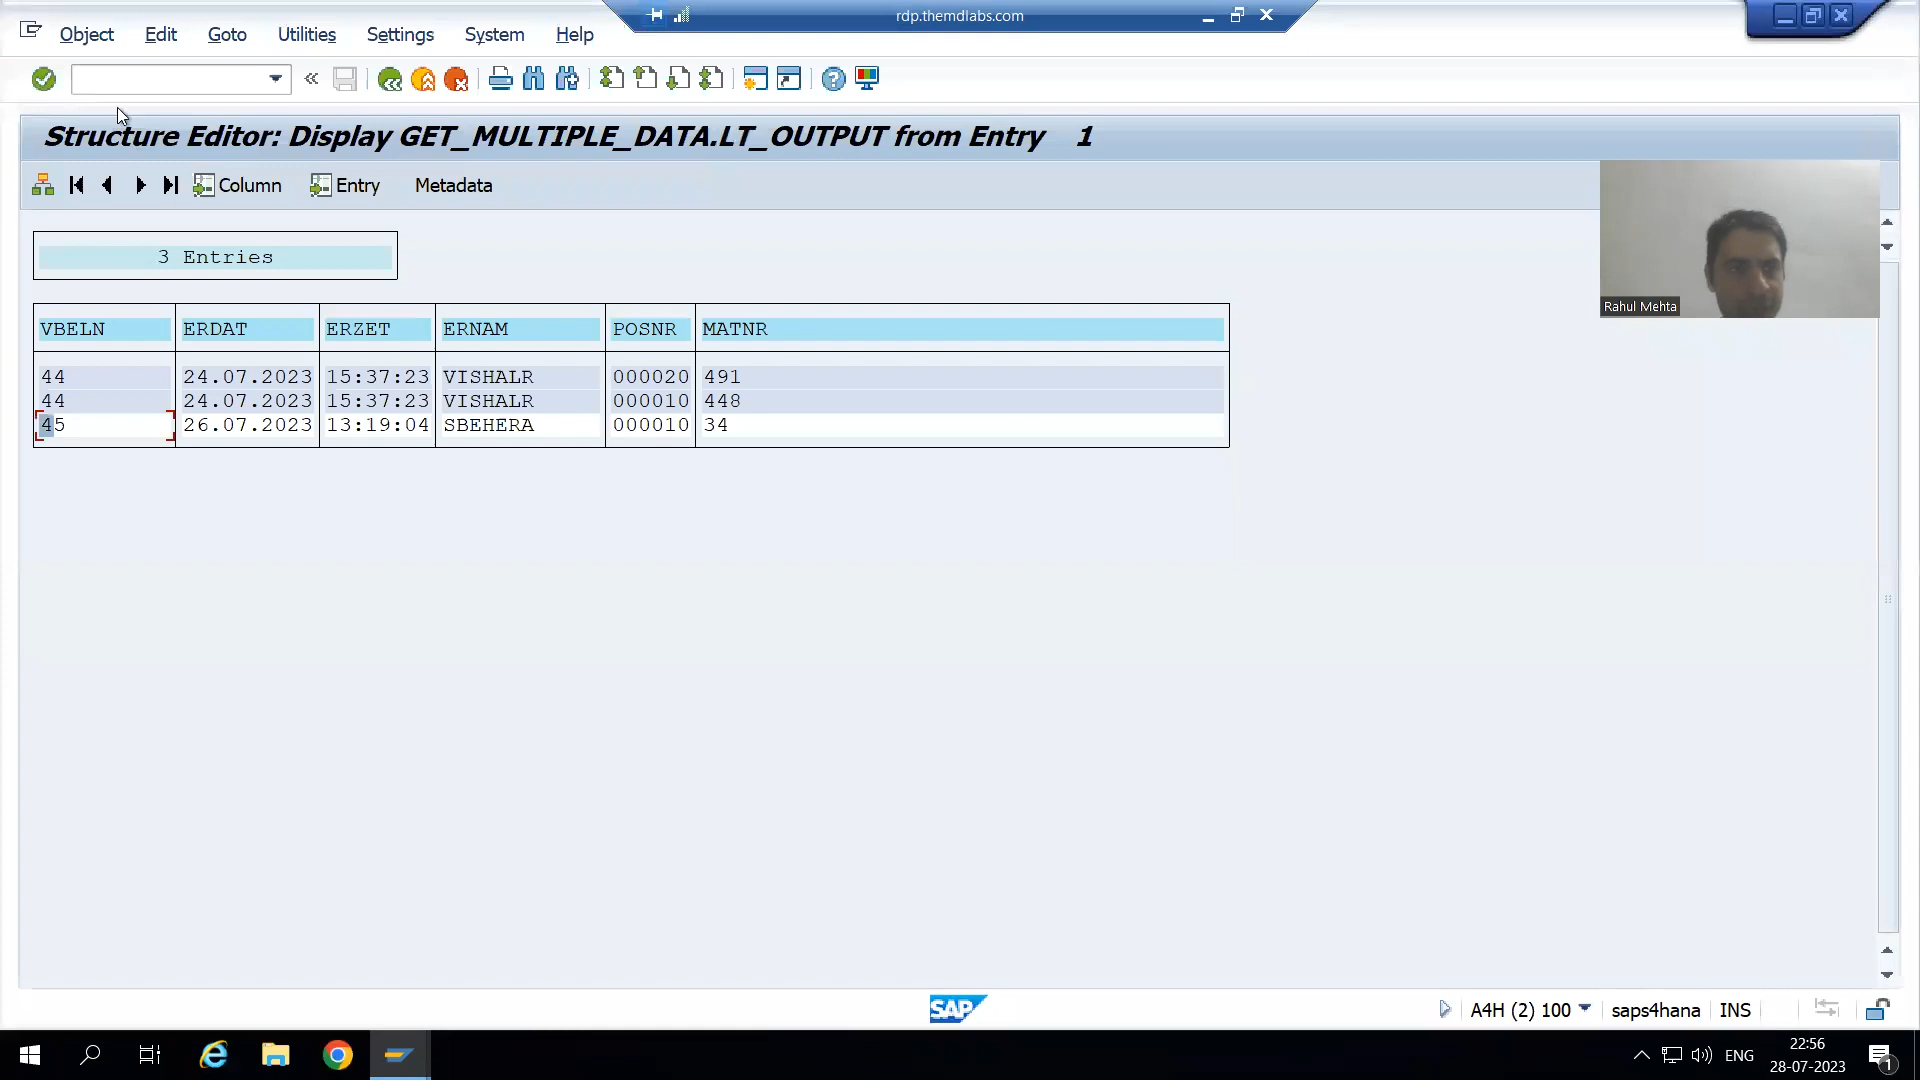 rdp.themdlabs.com
Object Edit Goto Utilities Settings System Help
Structure Editor: Display GET_MULTIPLE_DATA.LT_OUTPUT from Entry 1
Column Entry Metadata
3 Entries
VBELN ERDAT ERZET ERNAM POSNR MATNR
44 24.07.2023 15:37:23 VISHALR 000020 491
44 24.07.2023 15:37:23 VISHALR 000010 448
45 26.07.2023 13:19:04 SBEHERA 000010 34
Rahul Mehta
SAP
A4H (2) 100 saps4hana INS
ENG
22:56
28-07-2023
1